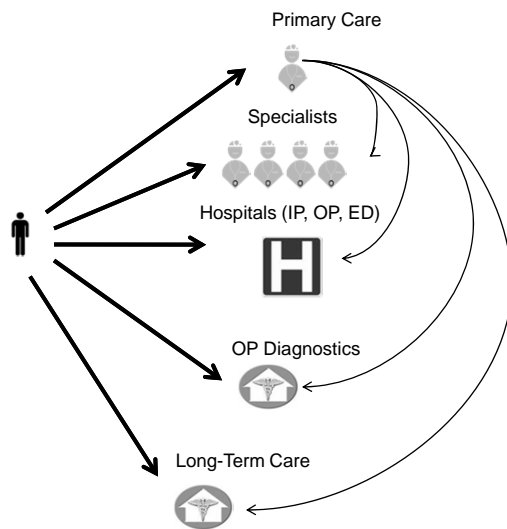 Primary Care
Specialists
Hospitals (IP, OP, ED)
H
OP Diagnostics
Long-Term Care